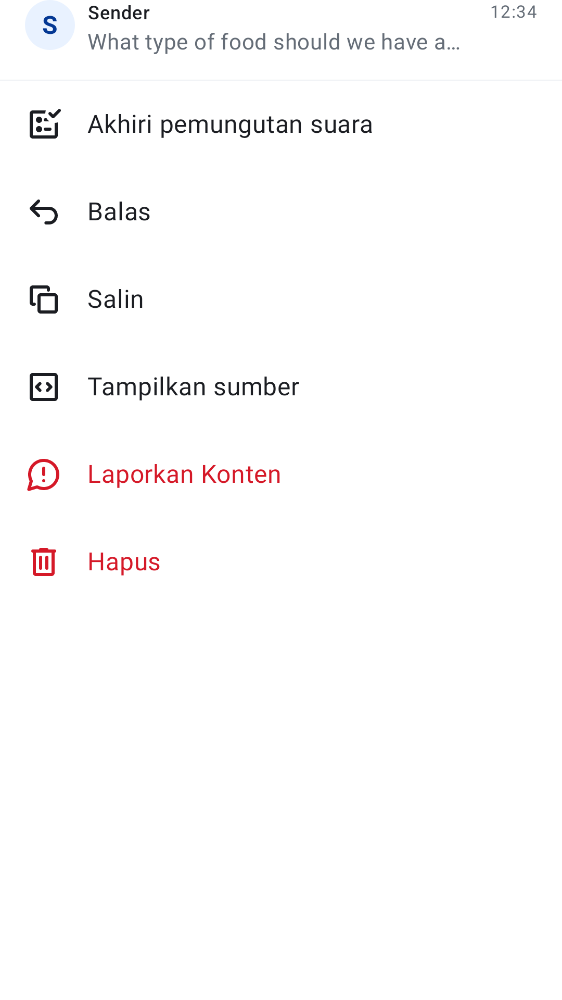 S
Sender
12:34
What type of food should we have a…
Akhiri pemungutan suara
Balas
Salin
Tampilkan sumber
Laporkan Konten
Hapus